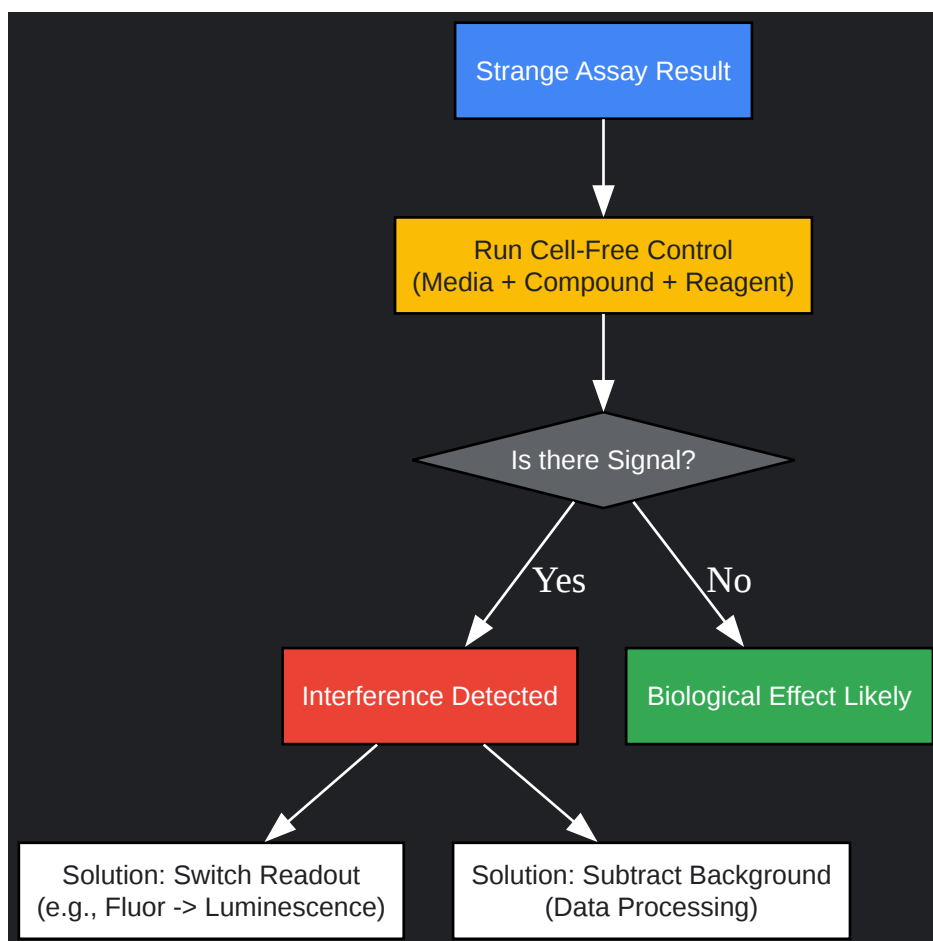 Strange Assay Result
Run Cell-Free Control
(Media + Compound + Reagent)
Is there Signal?
Yes
No
Interference Detected
Biological Effect Likely
Solution: Switch Readout
(e.g., Fluor -> Luminescence)
Solution: Subtract Background
(Data Processing)